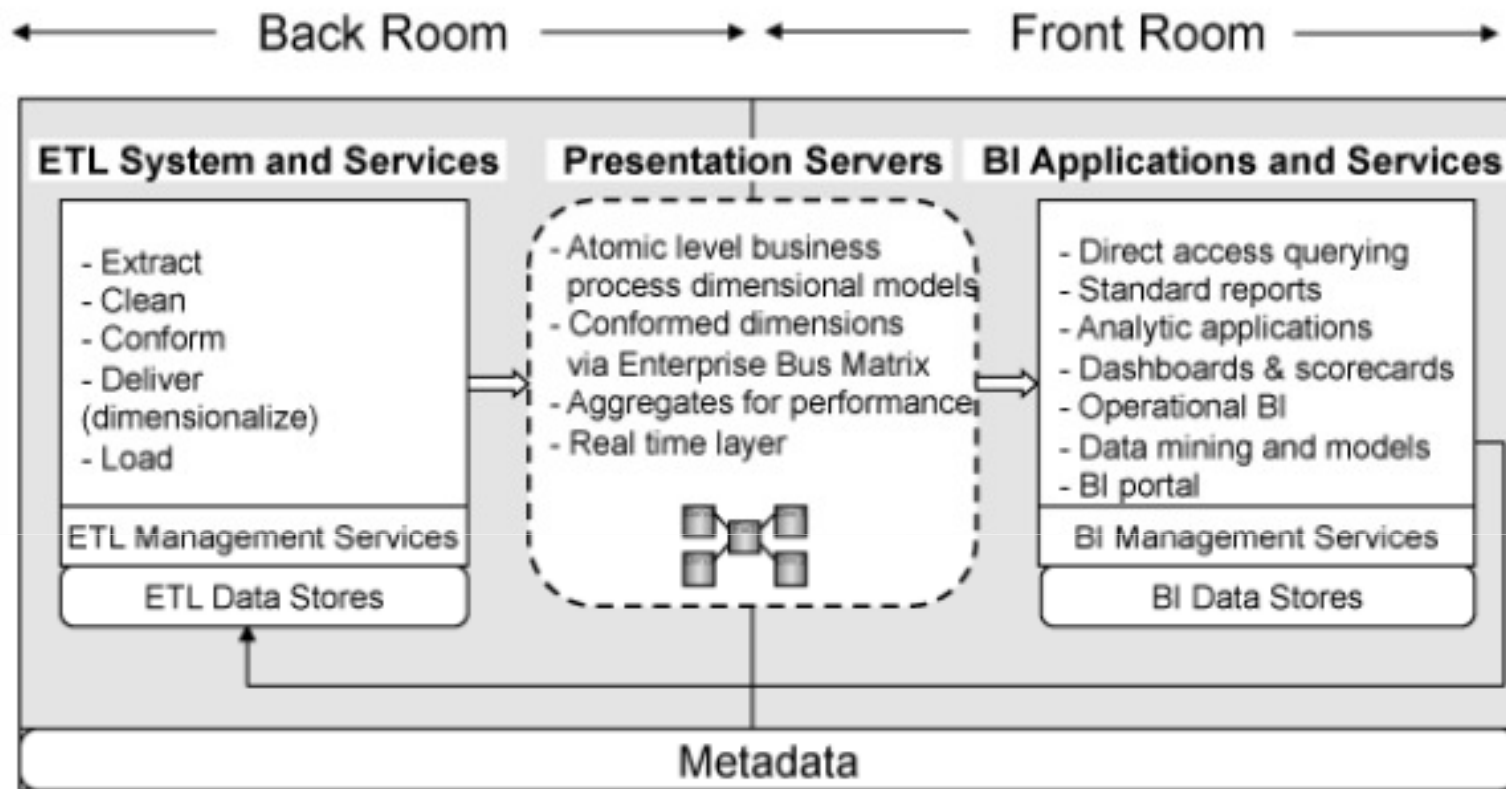 Back Room
Front Room
ETL System and Services
- Extract
- Clean
- Conform
- Deliver
(dimensionalize)
- Load
ETL Management Services
ETL Data Stores
Presentation Servers
- Atomic level business
process dimensional models
- Conformed dimensions
via Enterprise Bus Matrix
- Aggregates for performance
- Real time layer
BI Applications and Services
- Direct access querying
- Standard reports
- Analytic applications
- Dashboards & scorecards
- Operational BI
- Data mining and models
- BI portal
BI Management Services
BI Data Stores
Metadata